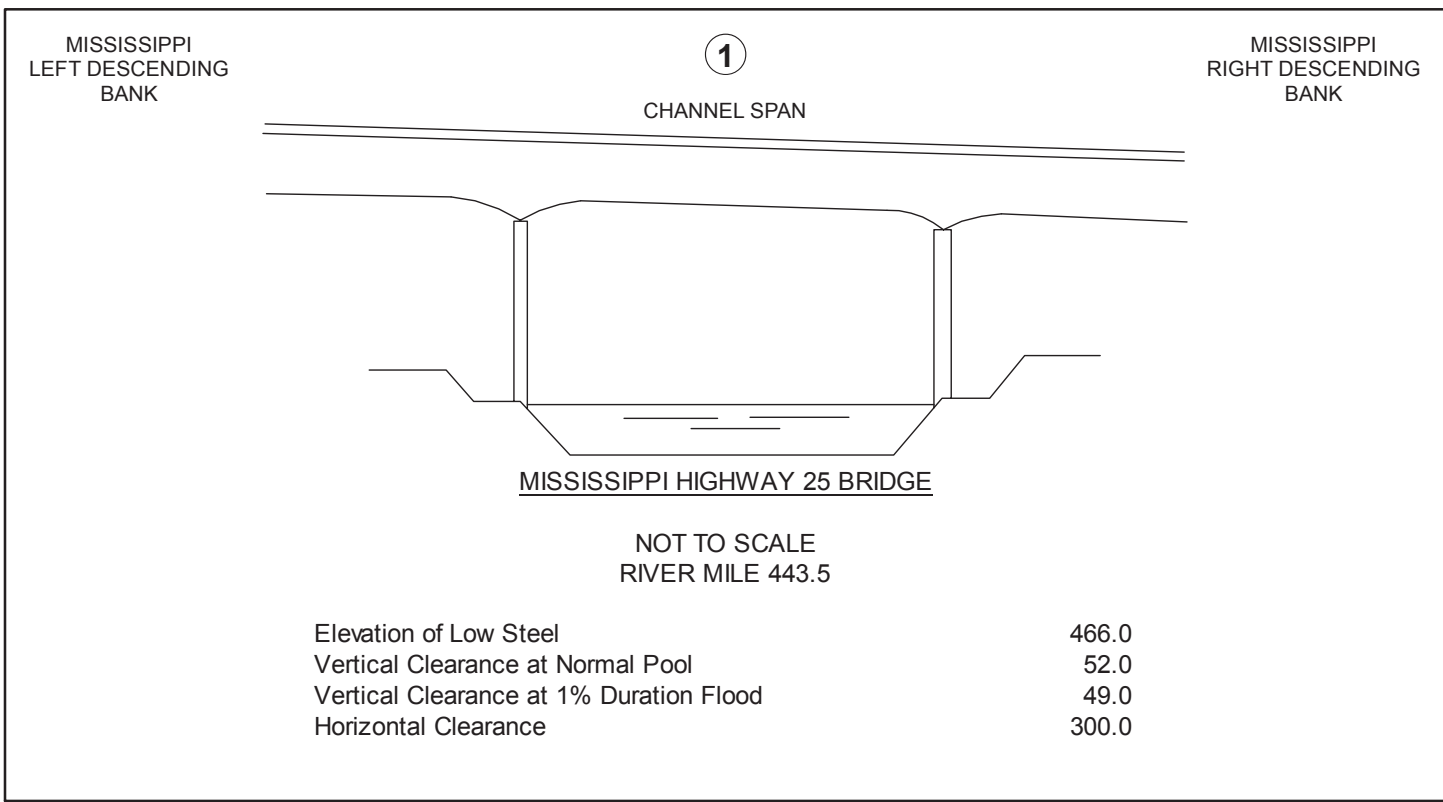 MISSISSIPPI
LEFT DESCENDING
BANK
1
CHANNEL SPAN
MISSISSIPPI
RIGHT DESCENDING
BANK
MISSISSIPPI HIGHWAY 25 BRIDGE
NOT TO SCALE
RIVER MILE 443.5
Elevation of Low Steel 466.0
Vertical Clearance at Normal Pool 52.0
Vertical Clearance at 1% Duration Flood 49.0
Horizontal Clearance 300.0